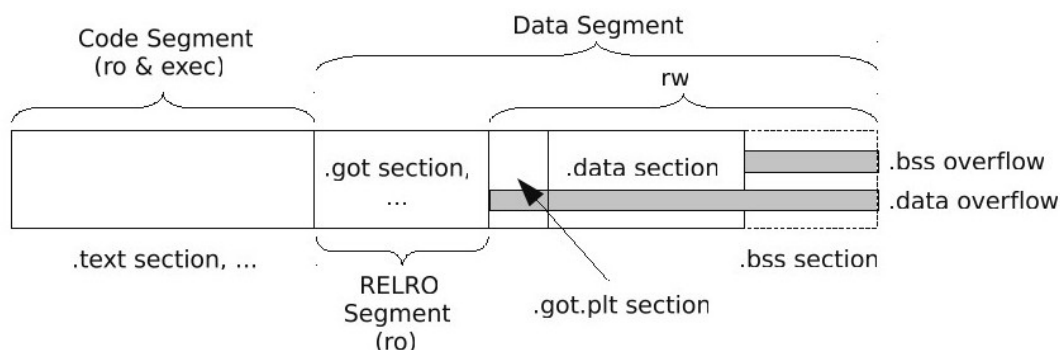 Code Segment
(ro & exec)
Data Segment
rw
.got section,
...
.data section
.bss overflow
.data overflow
.text section, ...
RELRO
Segment
(ro)
.got.plt section
.bss section